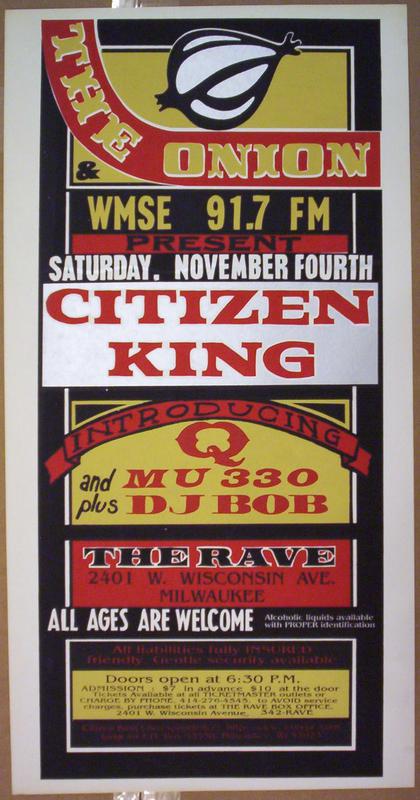 THE
& ONION
WMSE 91.7 FM
PRESENT
SATURDAY. NOVEMBER FOURTH
CITIZEN
KING
INTRODUCING
Q
and MU 330
plus DJ BOB
THE RAVE
2401 W. WISCONSIN AVE.
MILWAUKEE
ALL AGES ARE WELCOME
Alcoholic liquids available
with PROPER identification
All liabilities fully INSURED
friendly Gentle security available
Doors open at 6:30 P.M.
ADMISSION : $7 in advance $10 at the door
Tickets Available at all TICKETMASTER outlets or
CHARGE BY PHONE, 414-276-4545. to AVOID service
charges, purchase tickets at THE RAVE BOX OFFICE,
2401 W. Wisconsin Avenue, 342-RAVE